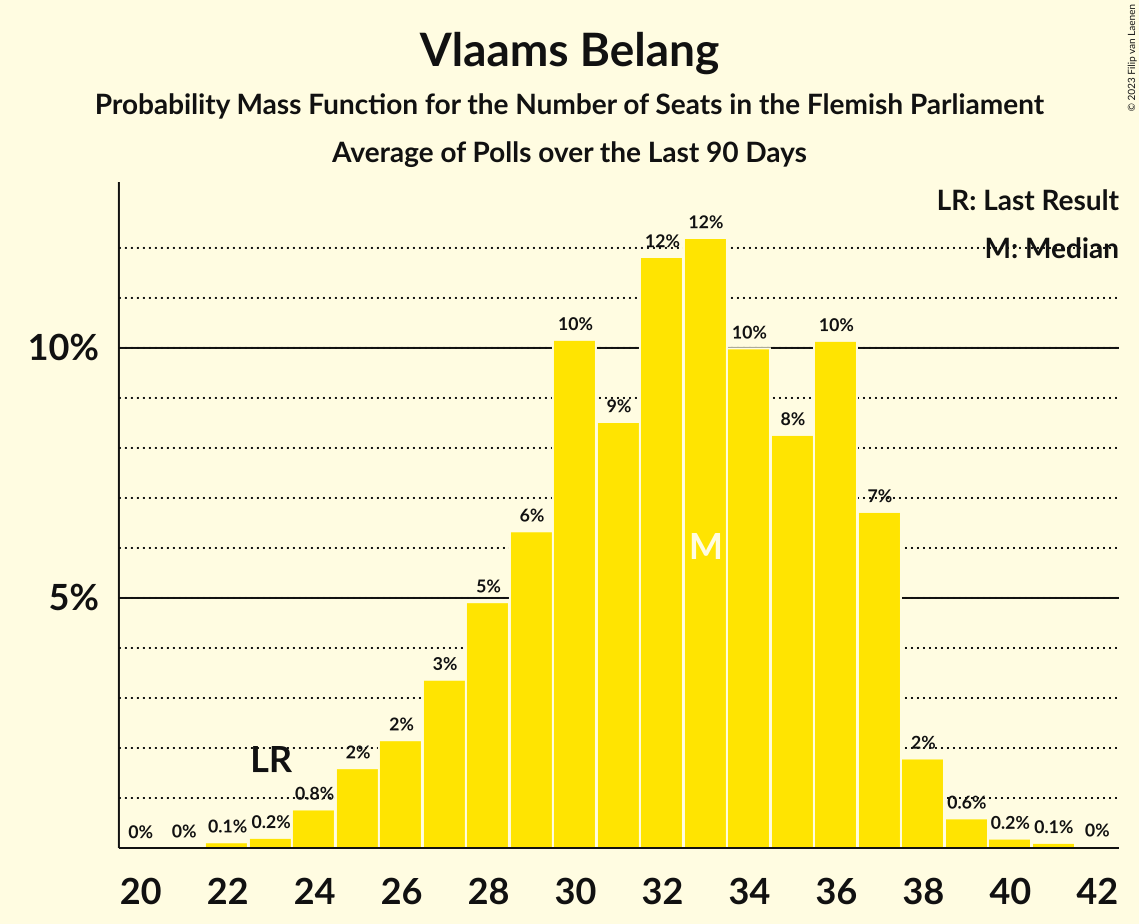 © 2023 Filip van Laenen
Vlaams Belang
Probability Mass Function for the Number of Seats in the Flemish Parliament
Average of Polls over the Last 90 Days
LR: Last Result
M: Median
10%
5%
0% 0% 0.1% 0.2% 0.8% 2% 2% 3% 5% 6% 10% 9% 12% 12% 10% 8% 10% 7% 2% 0.6% 0.2% 0.1% 0%
LR
M
20 22 24 26 28 30 32 34 36 38 40 42